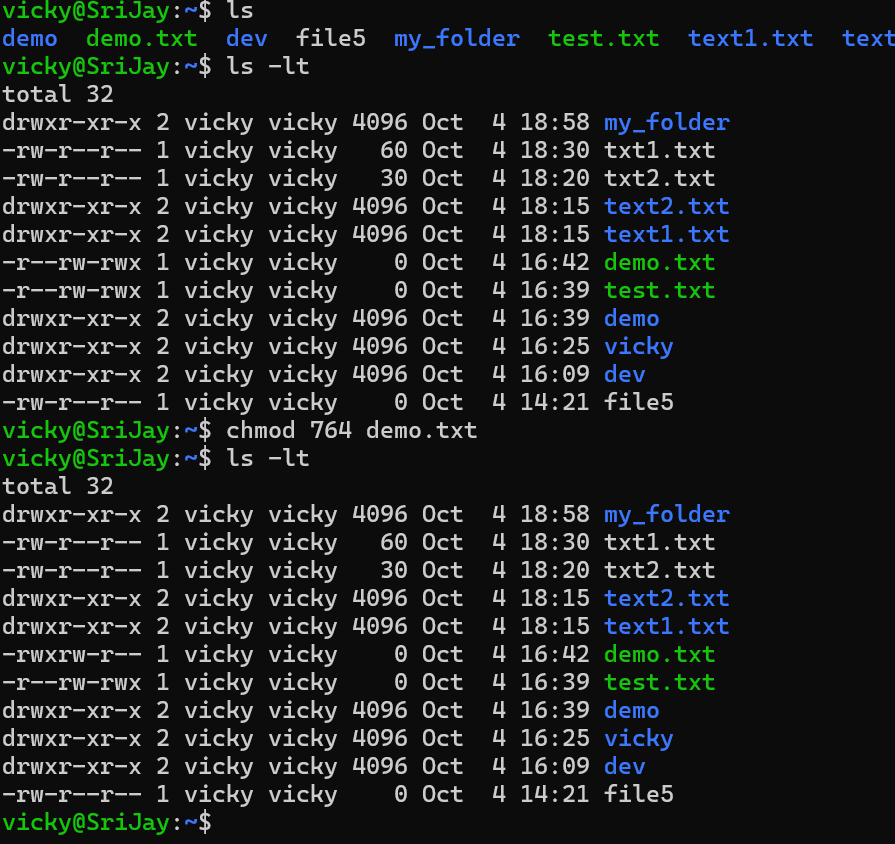 vicky@SriJay:~$ ls
demo  demo.txt  dev  file5  my_folder  test.txt  text1.txt  text
vicky@SriJay:~$ ls -lt
total 32
drwxr-xr-x 2 vicky vicky 4096 Oct  4 18:58 my_folder
-rw-r--r-- 1 vicky vicky   60 Oct  4 18:30 txt1.txt
-rw-r--r-- 1 vicky vicky   30 Oct  4 18:20 txt2.txt
drwxr-xr-x 2 vicky vicky 4096 Oct  4 18:15 text2.txt
drwxr-xr-x 2 vicky vicky 4096 Oct  4 18:15 text1.txt
-r--rw-rwx 1 vicky vicky    0 Oct  4 16:42 demo.txt
-r--rw-rwx 1 vicky vicky    0 Oct  4 16:39 test.txt
drwxr-xr-x 2 vicky vicky 4096 Oct  4 16:39 demo
drwxr-xr-x 2 vicky vicky 4096 Oct  4 16:25 vicky
drwxr-xr-x 2 vicky vicky 4096 Oct  4 16:09 dev
-rw-r--r-- 1 vicky vicky    0 Oct  4 14:21 file5
vicky@SriJay:~$ chmod 764 demo.txt
vicky@SriJay:~$ ls -lt
total 32
drwxr-xr-x 2 vicky vicky 4096 Oct  4 18:58 my_folder
-rw-r--r-- 1 vicky vicky   60 Oct  4 18:30 txt1.txt
-rw-r--r-- 1 vicky vicky   30 Oct  4 18:20 txt2.txt
drwxr-xr-x 2 vicky vicky 4096 Oct  4 18:15 text2.txt
drwxr-xr-x 2 vicky vicky 4096 Oct  4 18:15 text1.txt
-rwxrw-r-- 1 vicky vicky    0 Oct  4 16:42 demo.txt
-r--rw-rwx 1 vicky vicky    0 Oct  4 16:39 test.txt
drwxr-xr-x 2 vicky vicky 4096 Oct  4 16:39 demo
drwxr-xr-x 2 vicky vicky 4096 Oct  4 16:25 vicky
drwxr-xr-x 2 vicky vicky 4096 Oct  4 16:09 dev
-rw-r--r-- 1 vicky vicky    0 Oct  4 14:21 file5
vicky@SriJay:~$